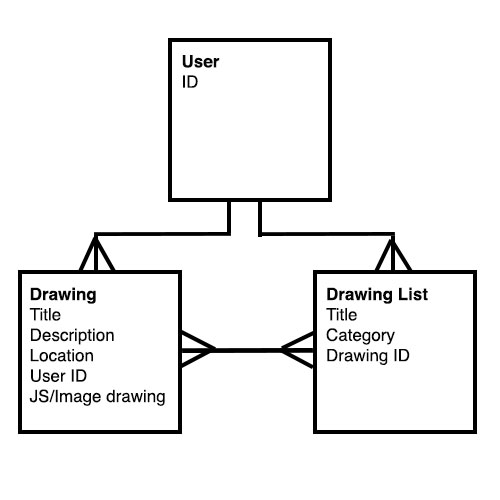 User
ID
Drawing
Title
Description
Location
User ID
JS/Image drawing
Drawing List
Title
Category
Drawing ID